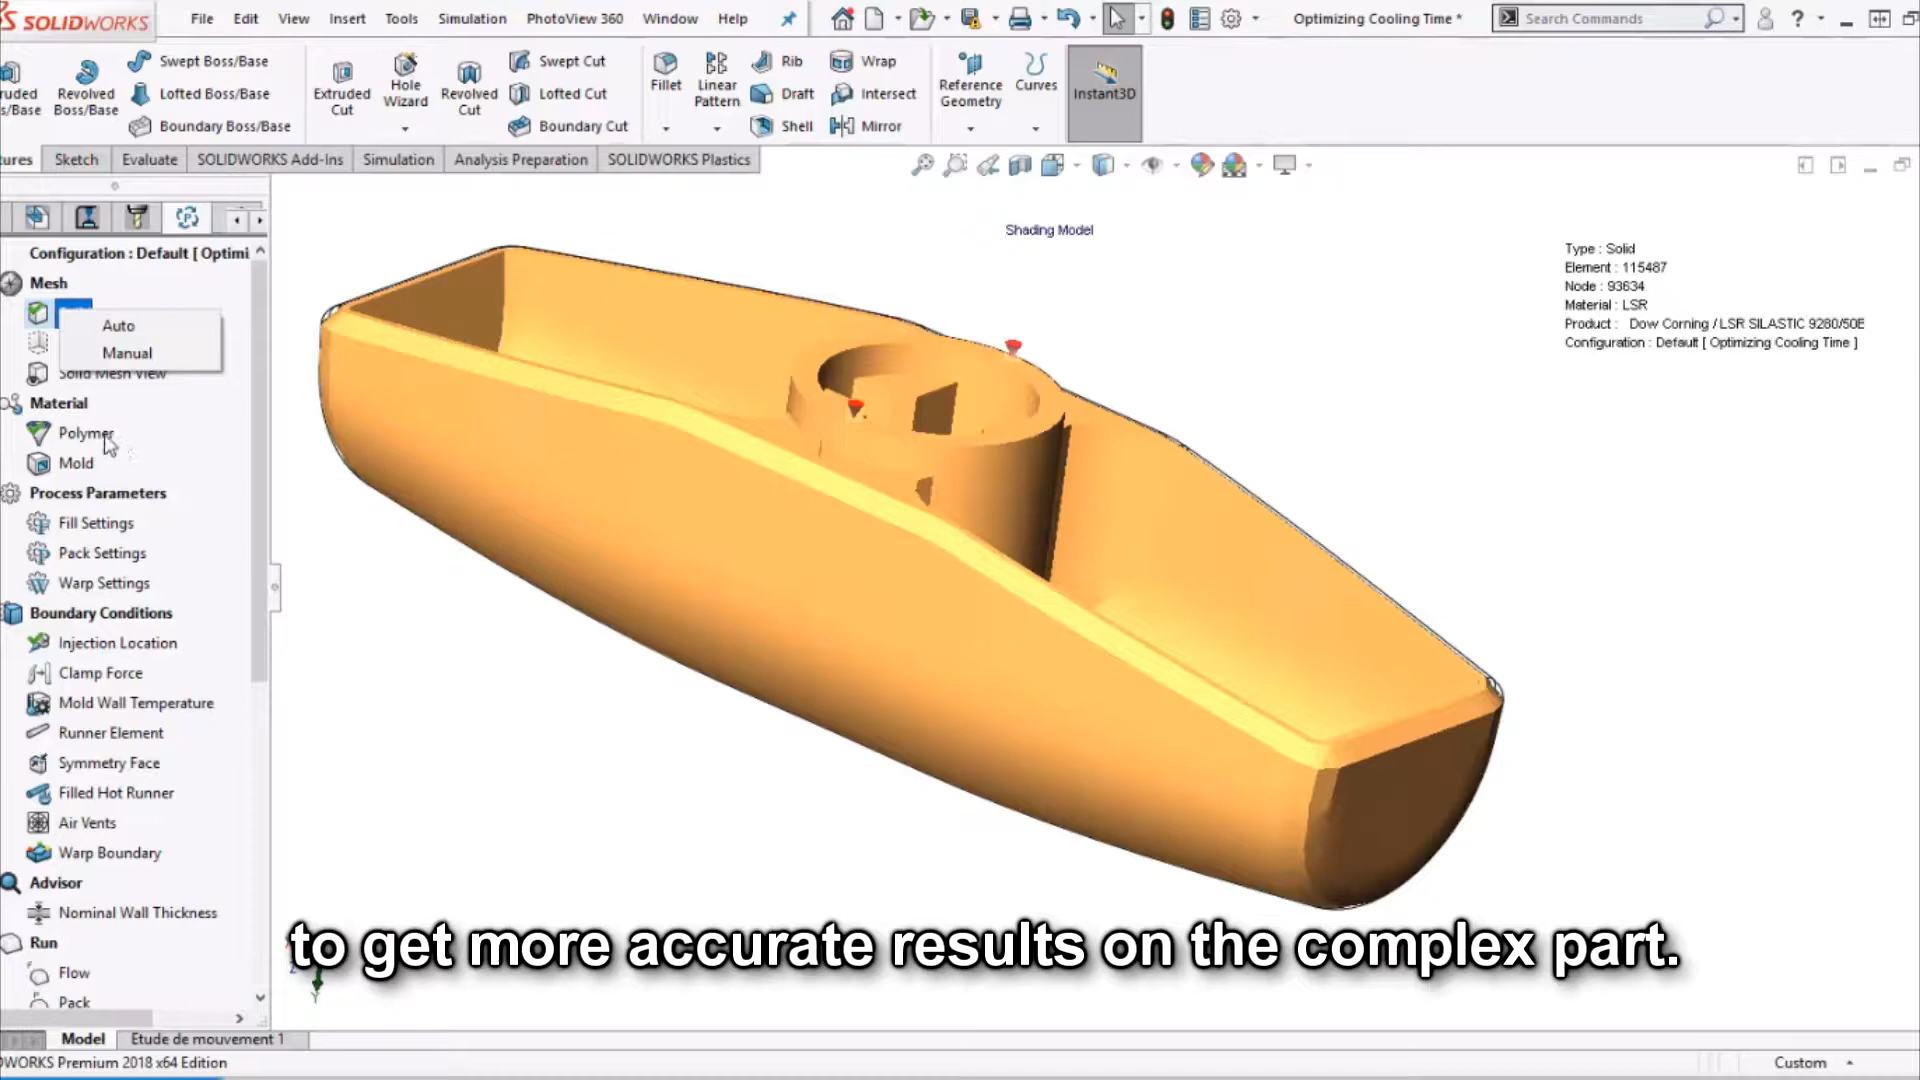 SOLIDWORKS
File Edit View Insert Tools Simulation PhotoView 360 Window Help
Optimizing Cooling Time *
Search Commands
?
ruded
s/Base
Revolved
Boss/Base
Swept Boss/Base
Lofted Boss/Base
Boundary Boss/Base
Extruded
Cut
Hole
Wizard
Revolved
Cut
Swept Cut
Lofted Cut
Boundary Cut
Fillet
Linear
Pattern
Rib
Draft
Shell
Wrap
Intersect
Mirror
Reference
Geometry
Curves
Instant3D
ures Sketch Evaluate SOLIDWORKS Add-Ins Simulation Analysis Preparation SOLIDWORKS Plastics
Configuration : Default [ Optimi
Mesh
Auto
Manual
Solid Mesh View
Material
Polymer
Mold
Process Parameters
Fill Settings
Pack Settings
Warp Settings
Boundary Conditions
Injection Location
Clamp Force
Mold Wall Temperature
Runner Element
Symmetry Face
Filled Hot Runner
Air Vents
Warp Boundary
Advisor
Nominal Wall Thickness
Run
Flow
Pack
Shading Model
Type : Solid
Element : 115487
Node : 93634
Material : LSR
Product : Dow Corning / LSR SILASTIC 9280/50E
Configuration : Default [ Optimizing Cooling Time ]
to get more accurate results on the complex part.
Y
Model Etude de mouvement 1
DWORKS Premium 2018 x64 Edition
Custom